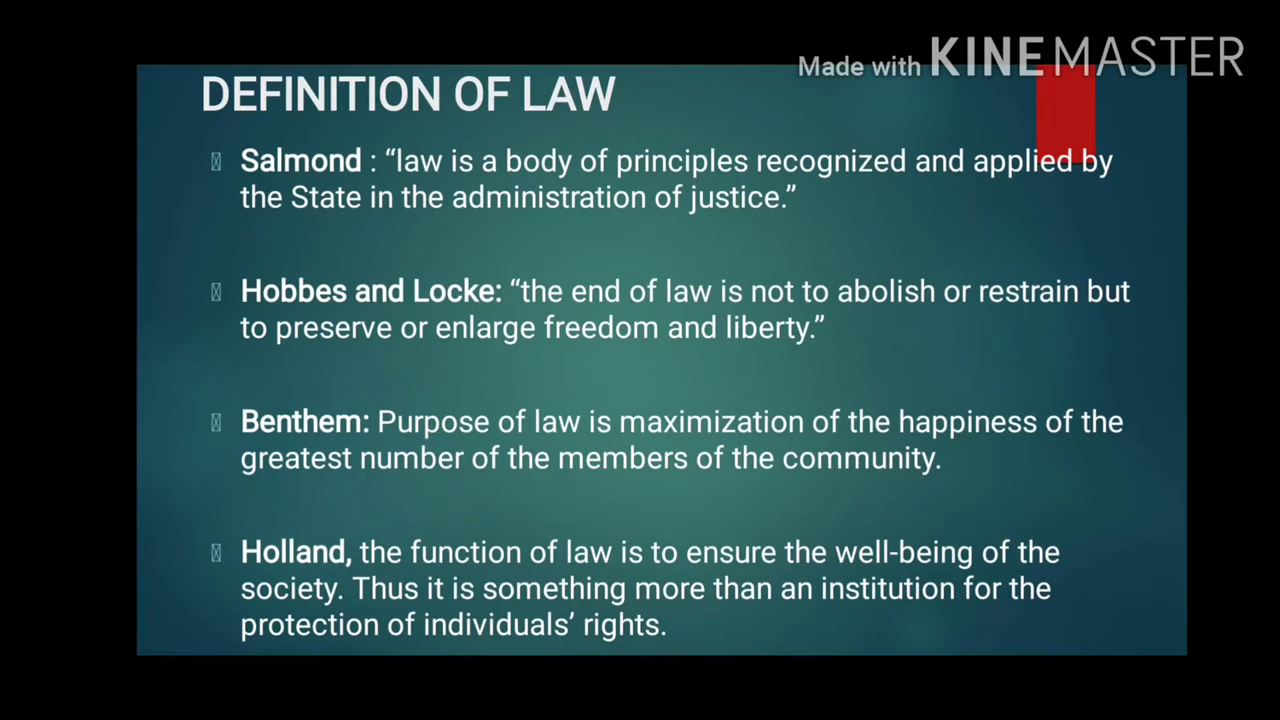 Made with KINEMASTER
DEFINITION OF LAW
Salmond : “law is a body of principles recognized and applied by
the State in the administration of justice.”
Hobbes and Locke: “the end of law is not to abolish or restrain but
to preserve or enlarge freedom and liberty.”
Benthem: Purpose of law is maximization of the happiness of the
greatest number of the members of the community.
Holland, the function of law is to ensure the well-being of the
society. Thus it is something more than an institution for the
protection of individuals’ rights.